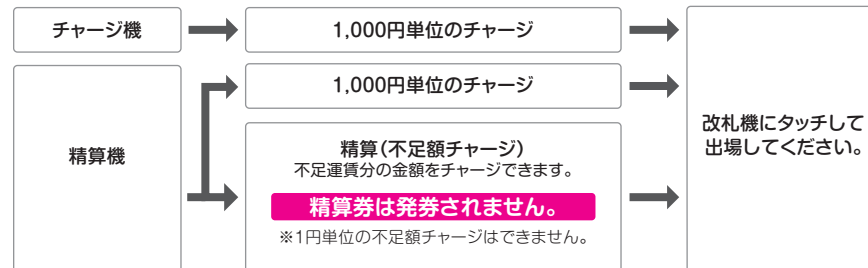 チャージ機
1,000円単位のチャージ
精算機
1,000円単位のチャージ
精算(不足額チャージ)
不足運賃分の金額をチャージできます。
精算券は発券されません。
※1円単位の不足額チャージはできません。
改札機にタッチして
出場してください。